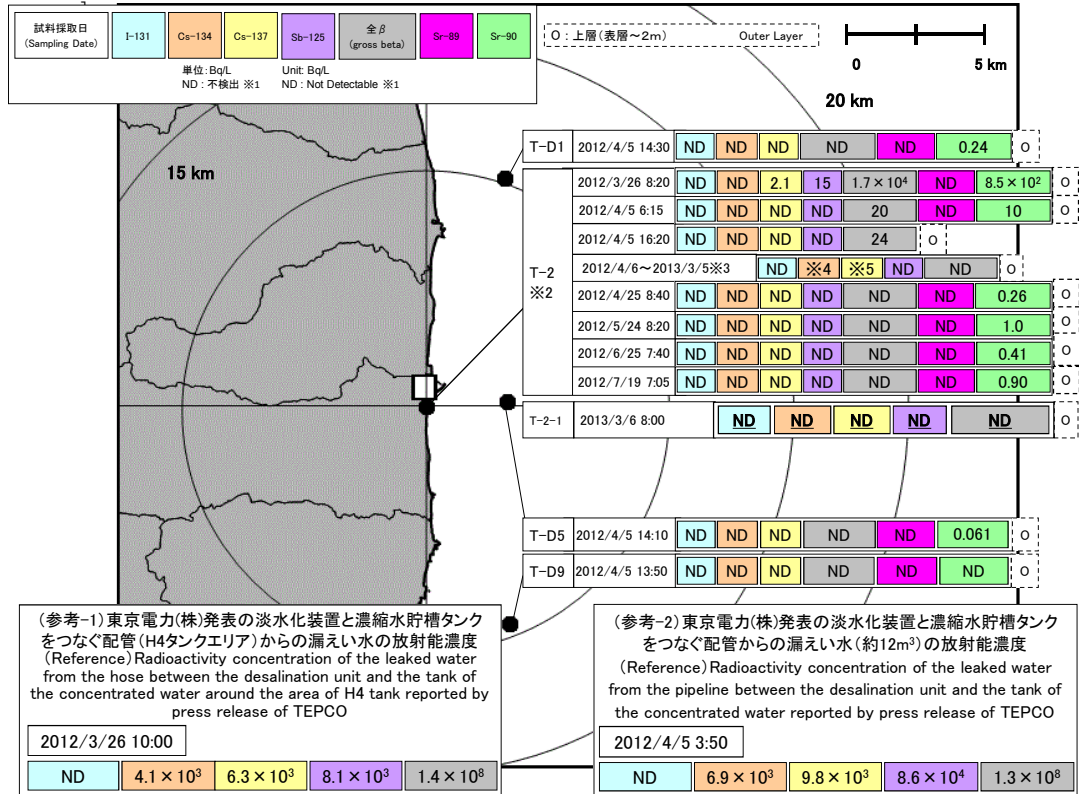 試料採取日
(Sampling Date)
I-131
Cs-134
Cs-137
Sb-125
全β
(gross beta)
Sr-89
Sr-90
単位:Bq/L Unit: Bq/L
ND : 不検出 ※1 ND : Not Detectable ※1
O : 上層(表層~2m) Outer Layer
0 5 km
20 km
15 km
T-D1 2012/4/5 14:30 ND ND ND ND ND 0.24 O
T-2
※2
2012/3/26 8:20 ND ND 2.1 15 1.7×10⁴ ND 8.5×10² O
2012/4/5 6:15 ND ND ND ND 20 ND 10 O
2012/4/5 16:20 ND ND ND ND 24 O
2012/4/6~2013/3/5※3 ND ※4 ※5 ND ND O
2012/4/25 8:40 ND ND ND ND ND ND 0.26 O
2012/5/24 8:20 ND ND ND ND ND ND 1.0 O
2012/6/25 7:40 ND ND ND ND ND ND 0.41 O
2012/7/19 7:05 ND ND ND ND ND ND 0.90 O
T-2-1 2013/3/6 8:00 ND ND ND ND ND O
T-D5 2012/4/5 14:10 ND ND ND ND ND 0.061 O
T-D9 2012/4/5 13:50 ND ND ND ND ND ND O
(参考-1)東京電力(株)発表の淡水化装置と濃縮水貯槽タンク
をつなぐ配管(H4タンクエリア)からの漏えい水の放射能濃度
(Reference)Radioactivity concentration of the leaked water
from the hose between the desalination unit and the tank of
the concentrated water around the area of H4 tank reported by
press release of TEPCO
2012/3/26 10:00
ND 4.1×10³ 6.3×10³ 8.1×10³ 1.4×10⁸
(参考-2)東京電力(株)発表の淡水化装置と濃縮水貯槽タンク
をつなぐ配管からの漏えい水(約12m³)の放射能濃度
(Reference)Radioactivity concentration of the leaked water
from the pipeline between the desalination unit and the tank of
the concentrated water reported by press release of TEPCO
2012/4/5 3:50
ND 6.9×10³ 9.8×10³ 8.6×10⁴ 1.3×10⁸